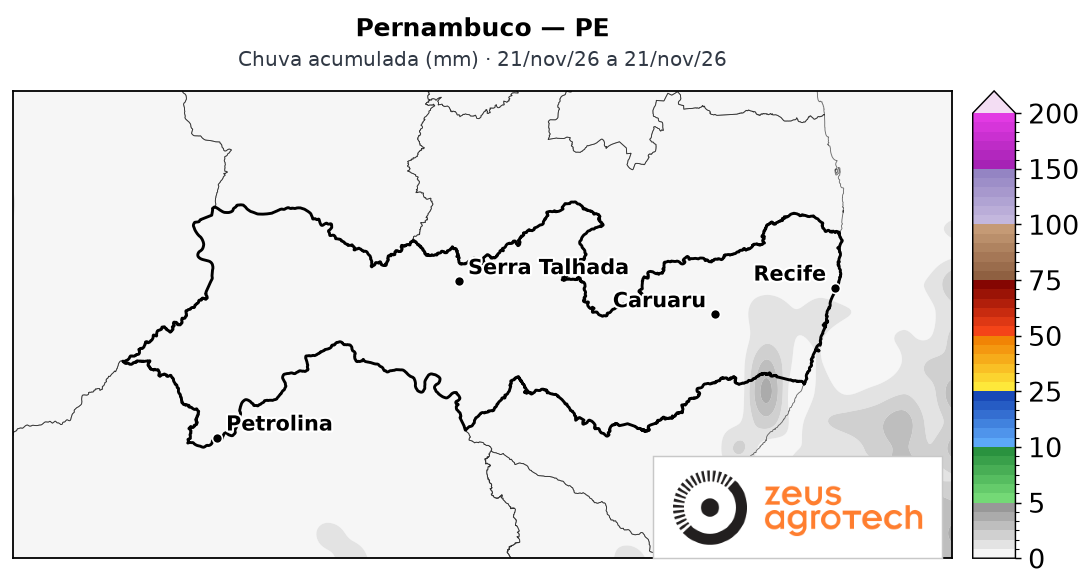 Pernambuco — PE
Chuva acumulada (mm) · 21/nov/26 a 21/nov/26
200
150
100
75
50
25
10
5
0
Serra Talhada
Recife
Caruaru
Petrolina
zeus
agrotech